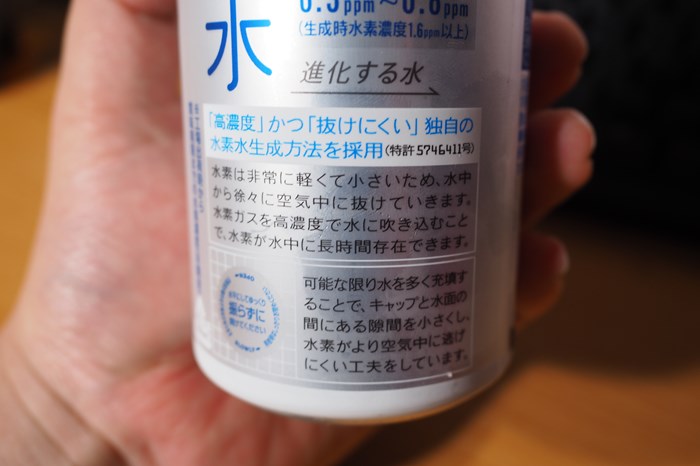 水
0.3ppm~0.8ppm
(生成時水素濃度1.6ppm以上)
進化する水
「高濃度」かつ「抜けにくい」独自の
水素水生成方法を採用(特許5746411号)
水素は非常に軽くて小さいため、水中
から徐々に空気中に抜けていきます。
水素ガスを高濃度で水に吹き込むこと
で、水素が水中に長時間存在できます。
振らずに
可能な限り水を多く充填す
ることで、キャップと水面の
間にある隙間を小さくし、
水素がより空気中に逃げ
にくい工夫をしています。